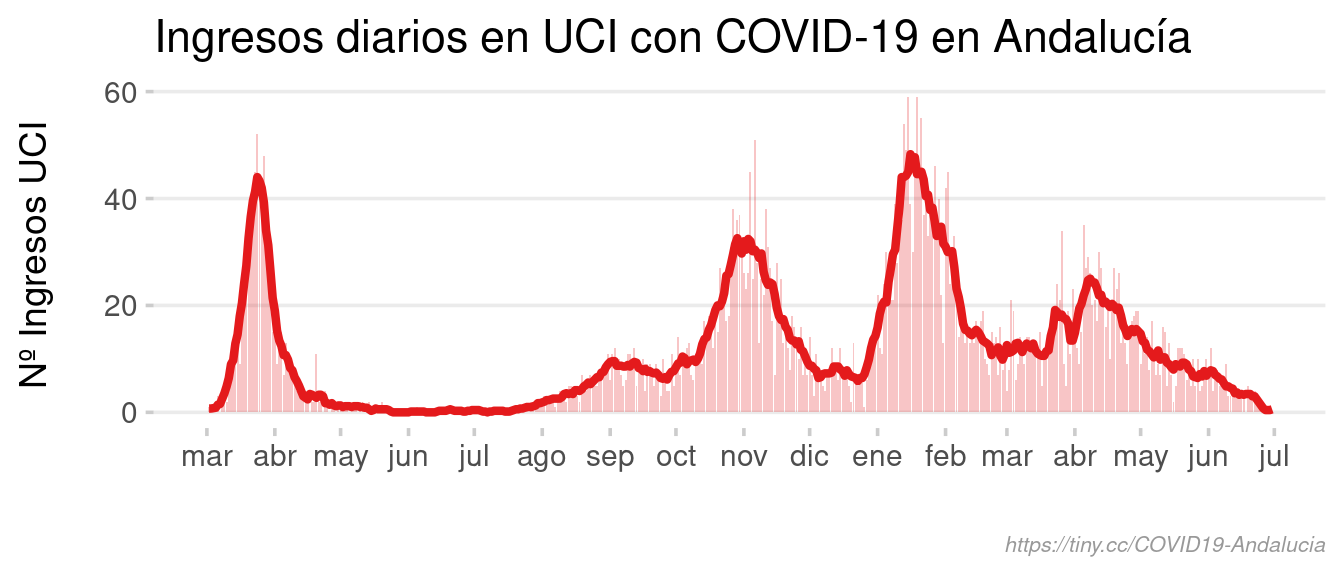 Ingresos diarios en UCI con COVID-19 en Andalucía
Nº Ingresos UCI
60
40
20
0
mar abr may jun jul ago sep oct nov dic ene feb mar abr may jun jul
https://tiny.cc/COVID19-Andalucia